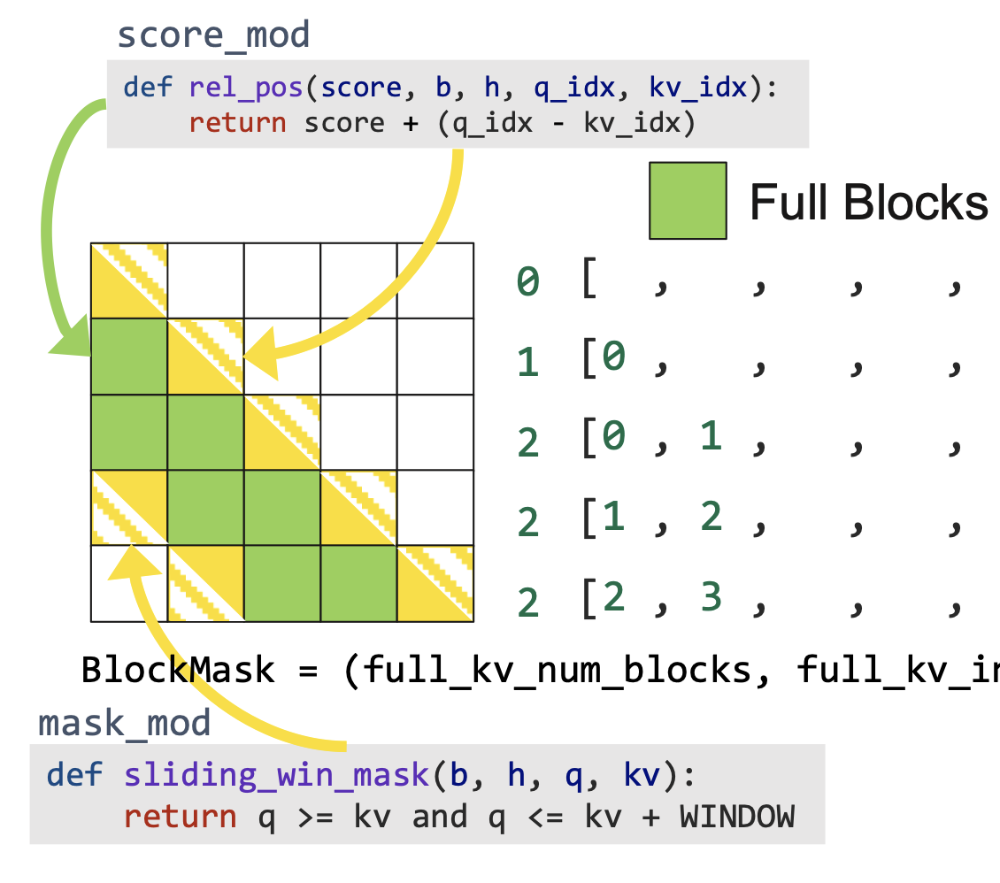 score_mod
def rel_pos(score, b, h, q_idx, kv_idx):
return score + (q_idx - kv_idx)
Full Blocks
0 [ , , , ,
1 [0 , , , ,
2 [0 , 1 , , ,
2 [1 , 2 , , ,
2 [2 , 3 , , ,
BlockMask = (full_kv_num_blocks,
mask_mod
def sliding_win_mask(b, h, q, kv):
return q >= kv and q <= kv + WINDOW